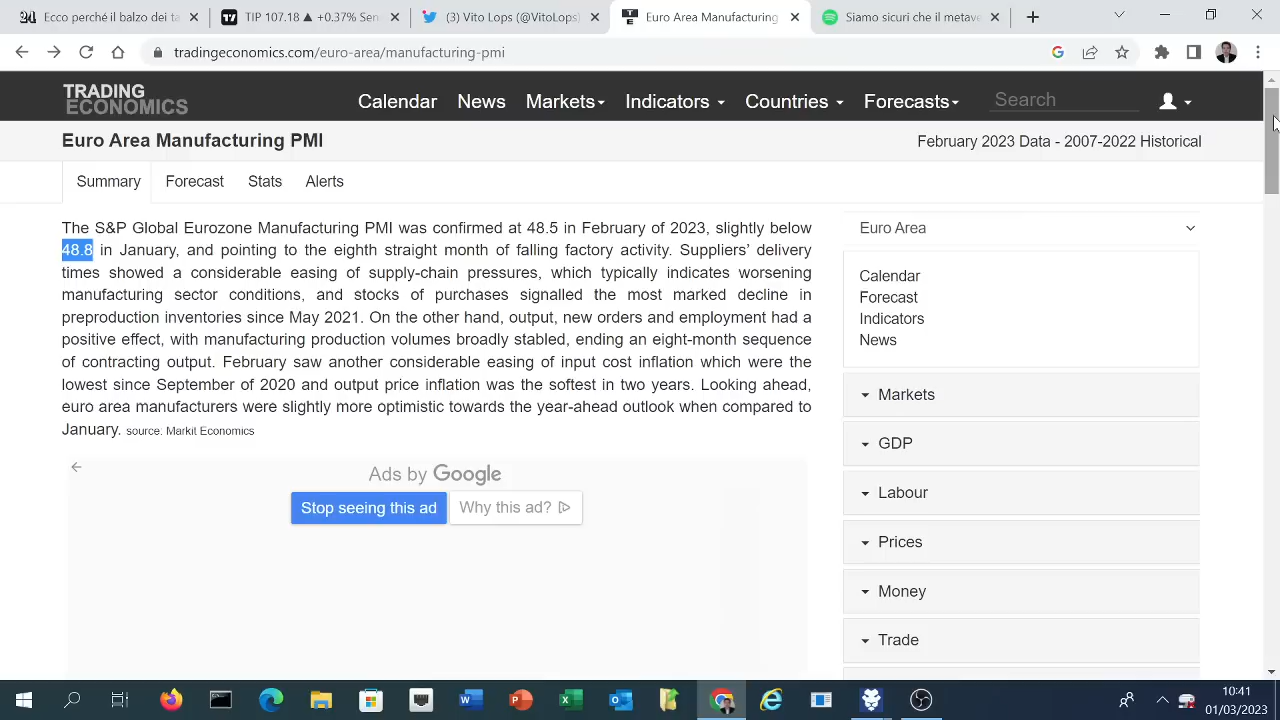 Ecco perché il listino dei te
TIP 107.18 ▲ +0.37% Sen
(3) Vito Lops (@VitoLops)
Euro Area Manufacturing
Siamo sicuri che il metave
tradingeconomics.com/euro-area/manufacturing-pmi
TRADING
ECONOMICS
Calendar
News
Markets
Indicators
Countries
Forecasts
Search
Euro Area Manufacturing PMI
February 2023 Data - 2007-2022 Historical
Summary
Forecast
Stats
Alerts
The S&P Global Eurozone Manufacturing PMI was confirmed at 48.5 in February of 2023, slightly below
48.8 in January, and pointing to the eighth straight month of falling factory activity. Suppliers’ delivery
times showed a considerable easing of supply-chain pressures, which typically indicates worsening
manufacturing sector conditions, and stocks of purchases signalled the most marked decline in
preproduction inventories since May 2021. On the other hand, output, new orders and employment had a
positive effect, with manufacturing production volumes broadly stabled, ending an eight-month sequence
of contracting output. February saw another considerable easing of input cost inflation which were the
lowest since September of 2020 and output price inflation was the softest in two years. Looking ahead,
euro area manufacturers were slightly more optimistic towards the year-ahead outlook when compared to
January. source: Markit Economics
Ads by Google
Stop seeing this ad
Why this ad?
Euro Area
Calendar
Forecast
Indicators
News
Markets
GDP
Labour
Prices
Money
Trade
10:41
01/03/2023